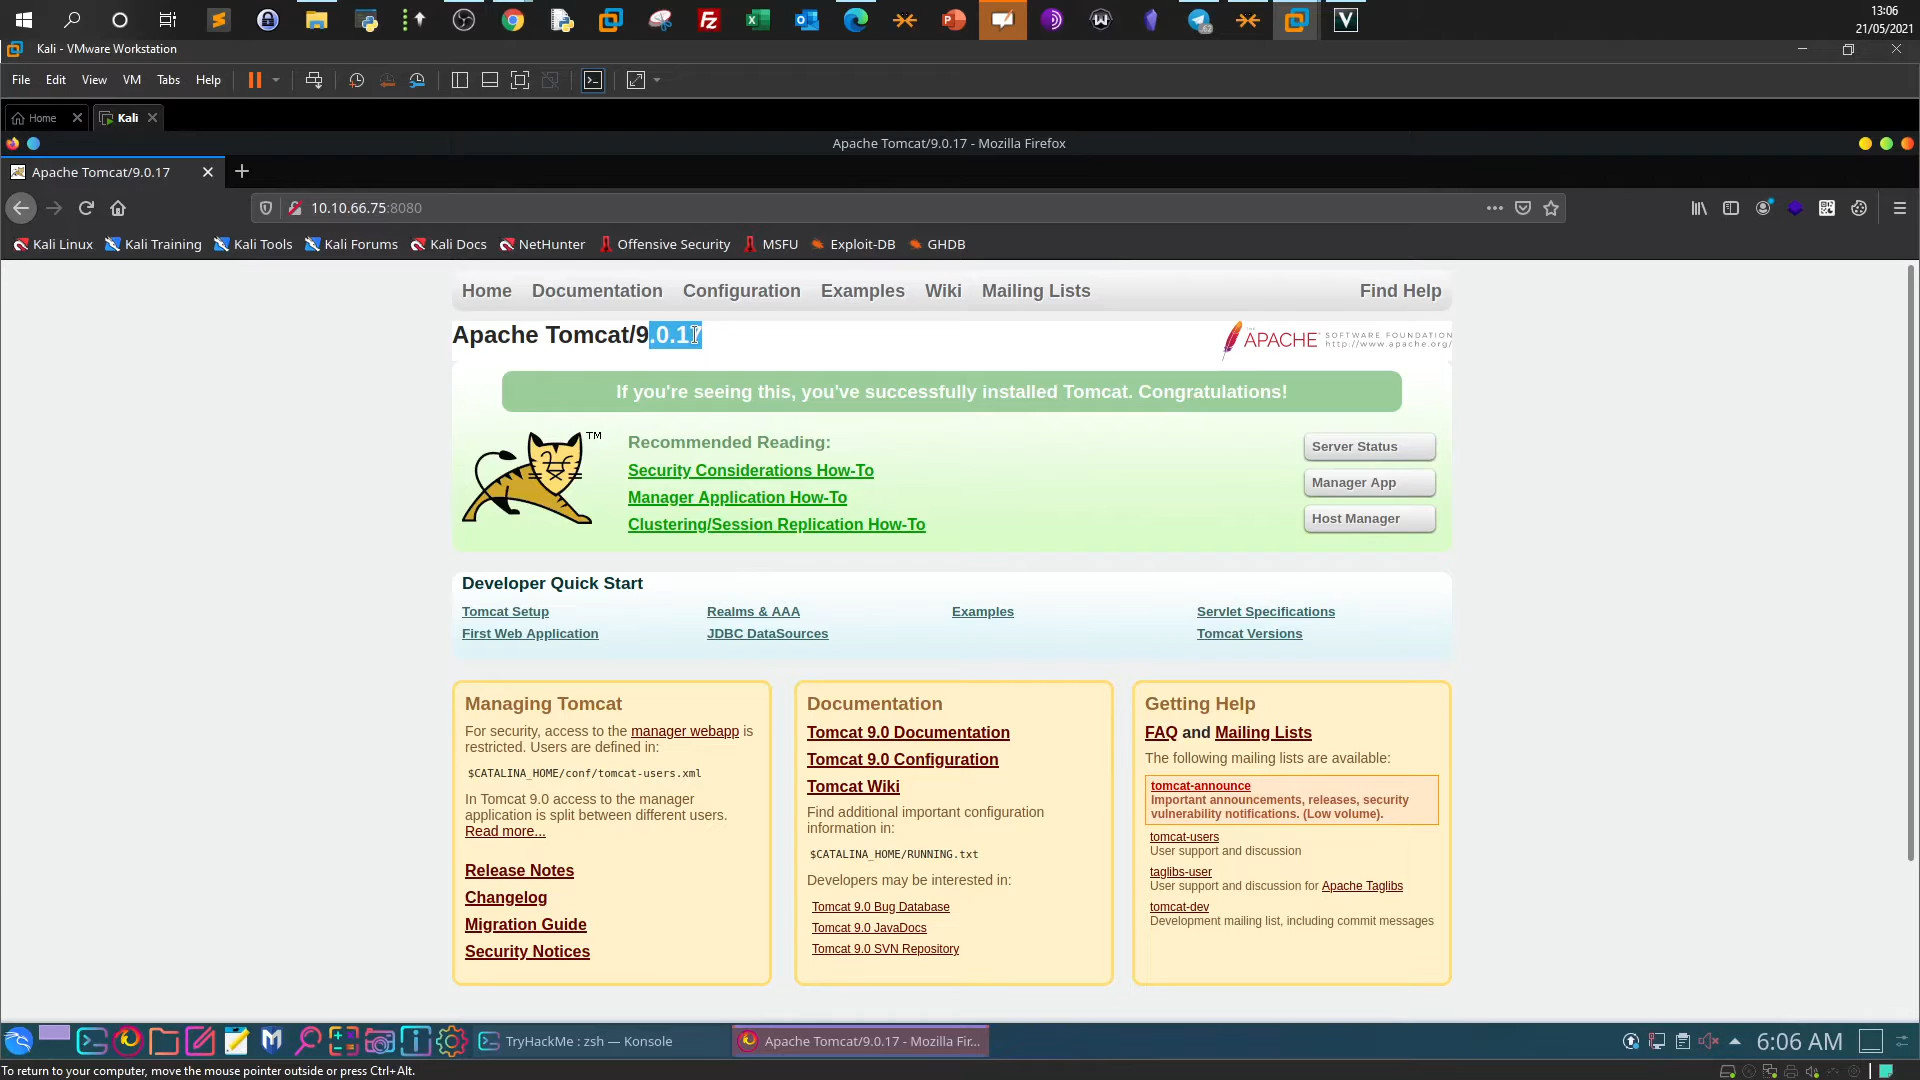 13:06
21/05/2021
Kali - VMware Workstation
File Edit View VM Tabs Help
Home Kali
Apache Tomcat/9.0.17 - Mozilla Firefox
Apache Tomcat/9.0.17
10.10.66.75:8080
Kali Linux Kali Training Kali Tools Kali Forums Kali Docs NetHunter Offensive Security MSFU Exploit-DB GHDB
Home Documentation Configuration Examples Wiki Mailing Lists Find Help
Apache Tomcat/9.0.17
THE APACHE SOFTWARE FOUNDATION
http://www.apache.org/
If you're seeing this, you've successfully installed Tomcat. Congratulations!
TM
Recommended Reading:
Security Considerations How-To
Manager Application How-To
Clustering/Session Replication How-To
Server Status
Manager App
Host Manager
Developer Quick Start
Tomcat Setup Realms & AAA Examples Servlet Specifications
First Web Application JDBC DataSources Tomcat Versions
Managing Tomcat
For security, access to the manager webapp is
restricted. Users are defined in:
$CATALINA_HOME/conf/tomcat-users.xml
In Tomcat 9.0 access to the manager
application is split between different users.
Read more...
Release Notes
Changelog
Migration Guide
Security Notices
Documentation
Tomcat 9.0 Documentation
Tomcat 9.0 Configuration
Tomcat Wiki
Find additional important configuration
information in:
$CATALINA_HOME/RUNNING.txt
Developers may be interested in:
Tomcat 9.0 Bug Database
Tomcat 9.0 JavaDocs
Tomcat 9.0 SVN Repository
Getting Help
FAQ and Mailing Lists
The following mailing lists are available:
tomcat-announce
Important announcements, releases, security
vulnerability notifications. (Low volume).
tomcat-users
User support and discussion
taglibs-user
User support and discussion for Apache Taglibs
tomcat-dev
Development mailing list, including commit messages
TryHackMe : zsh — Konsole
Apache Tomcat/9.0.17 - Mozilla Fir...
6:06 AM
To return to your computer, move the mouse pointer outside or press Ctrl+Alt.